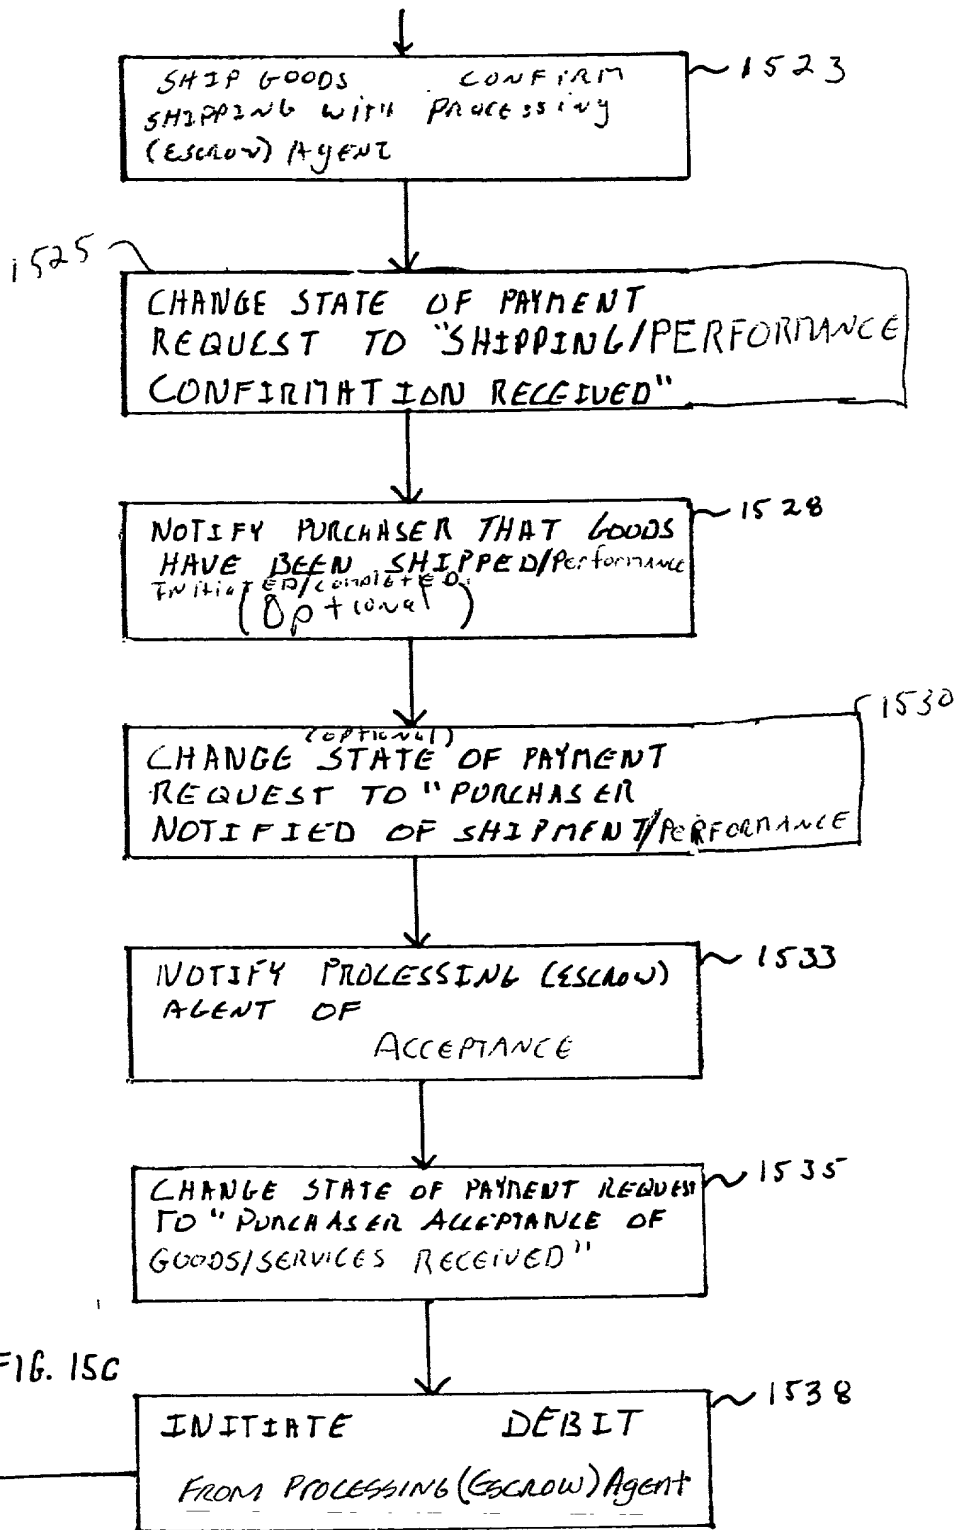 SHIP GOODS CONFIRM
SHIPPING WITH PROCESSING
(ESCROW) AGENT
1523
1525
CHANGE STATE OF PAYMENT
REQUEST TO "SHIPPING/PERFORMANCE
CONFIRMATION RECEIVED"
NOTIFY PURCHASER THAT GOODS
HAVE BEEN SHIPPED/Performance
INITIATED/COMPLETED
(Optional)
1528
(OPTIONAL)
CHANGE STATE OF PAYMENT
REQUEST TO "PURCHASER
NOTIFIED OF SHIPMENT/PERFORMANCE
1530
NOTIFY PROCESSING (ESCROW)
AGENT OF
ACCEPTANCE
1533
CHANGE STATE OF PAYMENT REQUEST
TO "PURCHASER ACCEPTANCE OF
GOODS/SERVICES RECEIVED"
1535
FIG. 15C
INITIATE DEBIT
FROM PROCESSING (ESCROW) Agent
1538